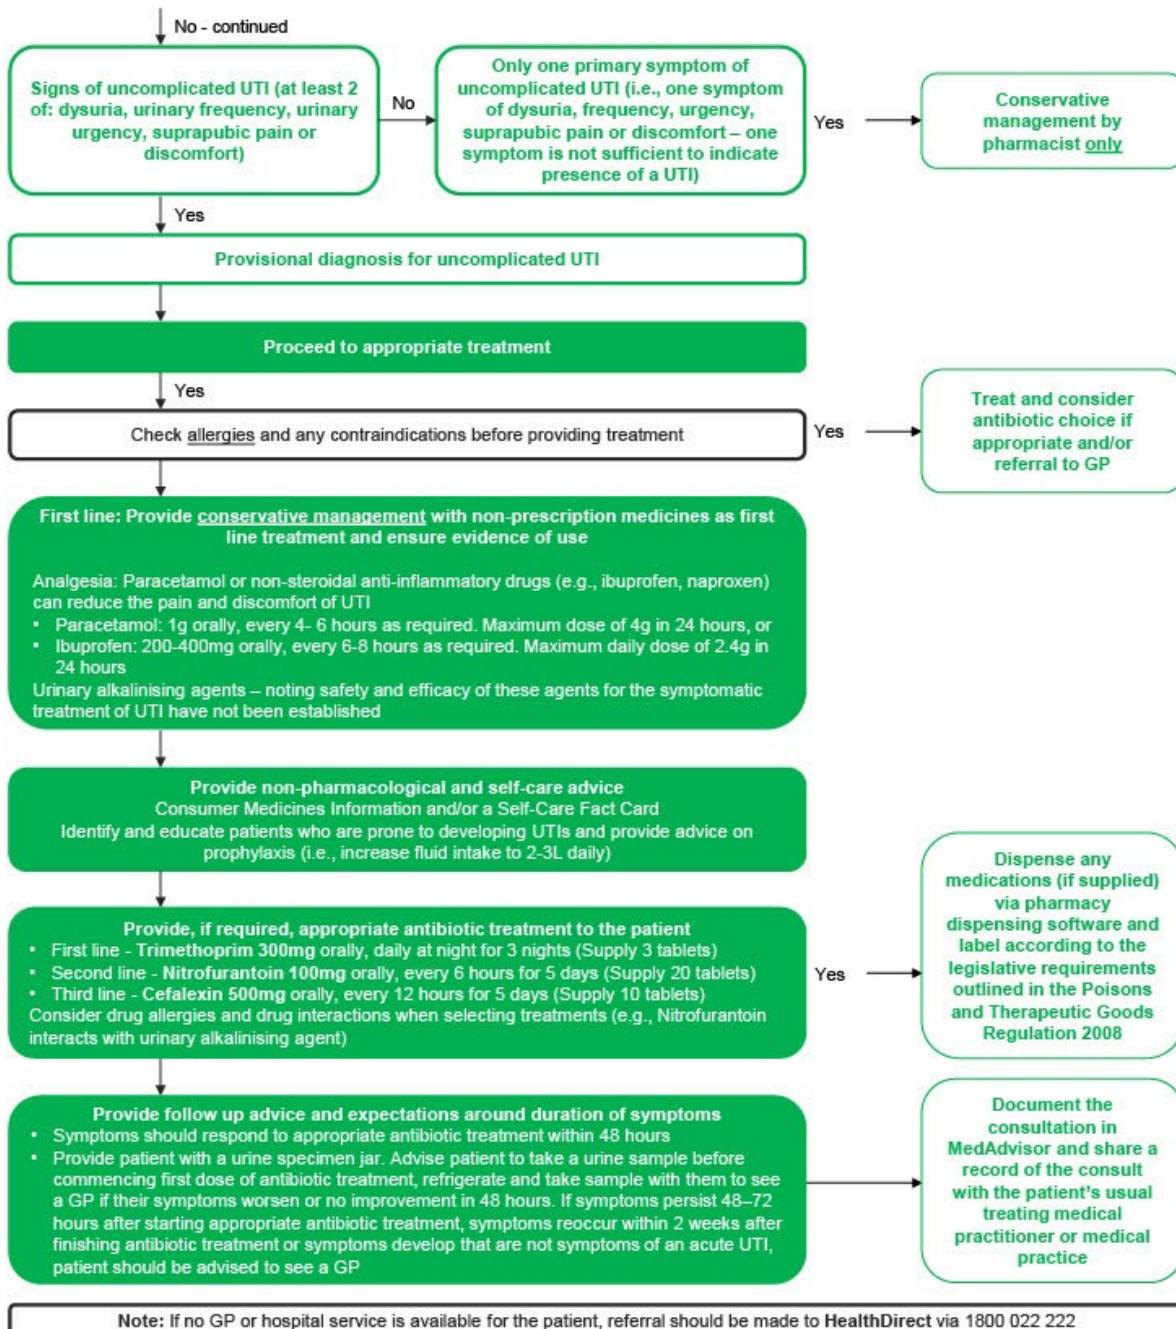 No - continued
Signs of uncomplicated UTI (at least 2
of: dysuria, urinary frequency, urinary
urgency, suprapubic pain or
discomfort)
No
Only one primary symptom of
uncomplicated UTI (i.e., one symptom
of dysuria, frequency, urgency,
suprapubic pain or discomfort – one
symptom is not sufficient to indicate
presence of a UTI)
Yes
Conservative
management by
pharmacist only
Yes
Provisional diagnosis for uncomplicated UTI
Proceed to appropriate treatment
Yes
Check allergies and any contraindications before providing treatment
Yes
Treat and consider
antibiotic choice if
appropriate and/or
referral to GP
First line: Provide conservative management with non-prescription medicines as first
line treatment and ensure evidence of use
Analgesia: Paracetamol or non-steroidal anti-inflammatory drugs (e.g., ibuprofen, naproxen)
can reduce the pain and discomfort of UTI
• Paracetamol: 1g orally, every 4- 6 hours as required. Maximum dose of 4g in 24 hours, or
• Ibuprofen: 200-400mg orally, every 6-8 hours as required. Maximum daily dose of 2.4g in
24 hours
Urinary alkalinising agents – noting safety and efficacy of these agents for the symptomatic
treatment of UTI have not been established
Provide non-pharmacological and self-care advice
Consumer Medicines Information and/or a Self-Care Fact Card
Identify and educate patients who are prone to developing UTIs and provide advice on
prophylaxis (i.e., increase fluid intake to 2-3L daily)
Provide, if required, appropriate antibiotic treatment to the patient
• First line - Trimethoprim 300mg orally, daily at night for 3 nights (Supply 3 tablets)
• Second line - Nitrofurantoin 100mg orally, every 6 hours for 5 days (Supply 20 tablets)
• Third line - Cefalexin 500mg orally, every 12 hours for 5 days (Supply 10 tablets)
Consider drug allergies and drug interactions when selecting treatments (e.g., Nitrofurantoin
interacts with urinary alkalinising agent)
Yes
Dispense any
medications (if supplied)
via pharmacy
dispensing software and
label according to the
legislative requirements
outlined in the Poisons
and Therapeutic Goods
Regulation 2008
Provide follow up advice and expectations around duration of symptoms
• Symptoms should respond to appropriate antibiotic treatment within 48 hours
• Provide patient with a urine specimen jar. Advise patient to take a urine sample before
commencing first dose of antibiotic treatment, refrigerate and take sample with them to see
a GP if their symptoms worsen or no improvement in 48 hours. If symptoms persist 48–72
hours after starting appropriate antibiotic treatment, symptoms reoccur within 2 weeks after
finishing antibiotic treatment or symptoms develop that are not symptoms of an acute UTI,
patient should be advised to see a GP
Document the
consultation in
MedAdvisor and share a
record of the consult
with the patient's usual
treating medical
practitioner or medical
practice
Note: If no GP or hospital service is available for the patient, referral should be made to HealthDirect via 1800 022 222